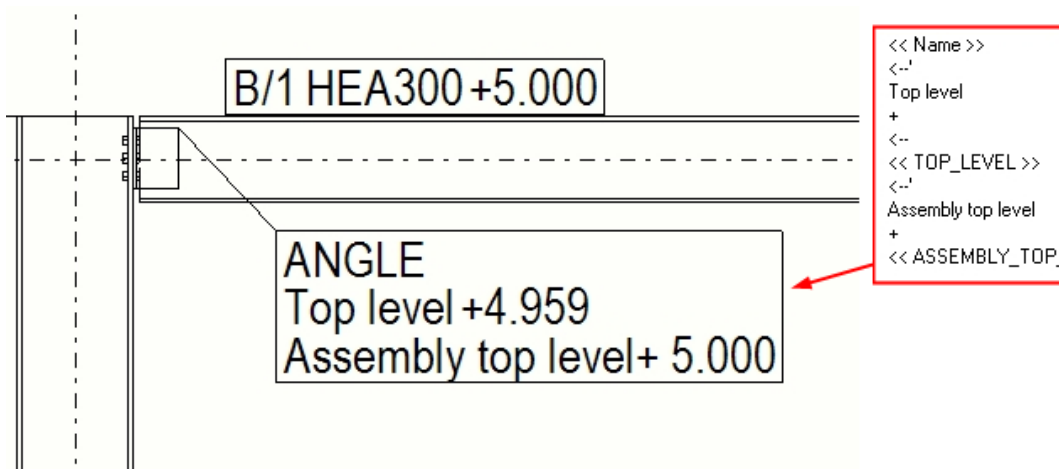 B/1 HEA300 +5.000
ANGLE
Top level +4.959
Assembly top level+ 5.000
<< Name >>
<--'
Top level
+
<--
<< TOP_LEVEL >>
<--'
Assembly top level
+
<< ASSEMBLY_TOP_